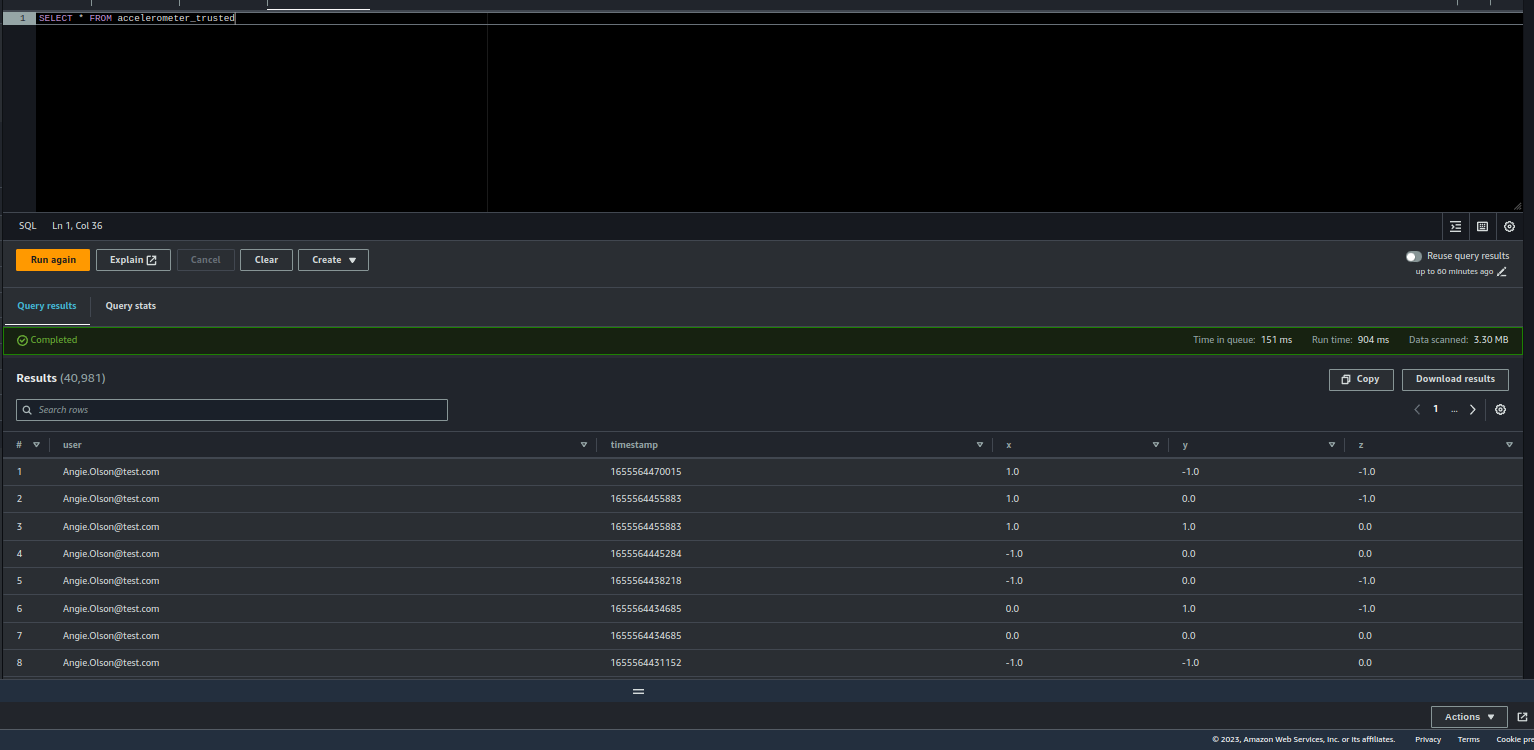 1 SELECT * FROM accelerometer_trusted
SQL Ln 1, Col 36
Run again Explain Cancel Clear Create Reuse query results
up to 60 minutes ago
Query results Query stats
Completed Time in queue: 151 ms Run time: 904 ms Data scanned: 3.30 MB
Results (40,981) Copy Download results
Search rows 1 ...
# user timestamp x y z
1 Angie.Olson@test.com 1655564470015 1.0 -1.0 -1.0
2 Angie.Olson@test.com 1655564455883 1.0 0.0 -1.0
3 Angie.Olson@test.com 1655564455883 1.0 1.0 0.0
4 Angie.Olson@test.com 1655564445284 -1.0 0.0 0.0
5 Angie.Olson@test.com 1655564438218 -1.0 0.0 -1.0
6 Angie.Olson@test.com 1655564434685 0.0 1.0 -1.0
7 Angie.Olson@test.com 1655564434685 0.0 0.0 0.0
8 Angie.Olson@test.com 1655564431152 -1.0 -1.0 0.0
Actions
© 2023, Amazon Web Services, Inc. or its affiliates. Privacy Terms Cookie pre